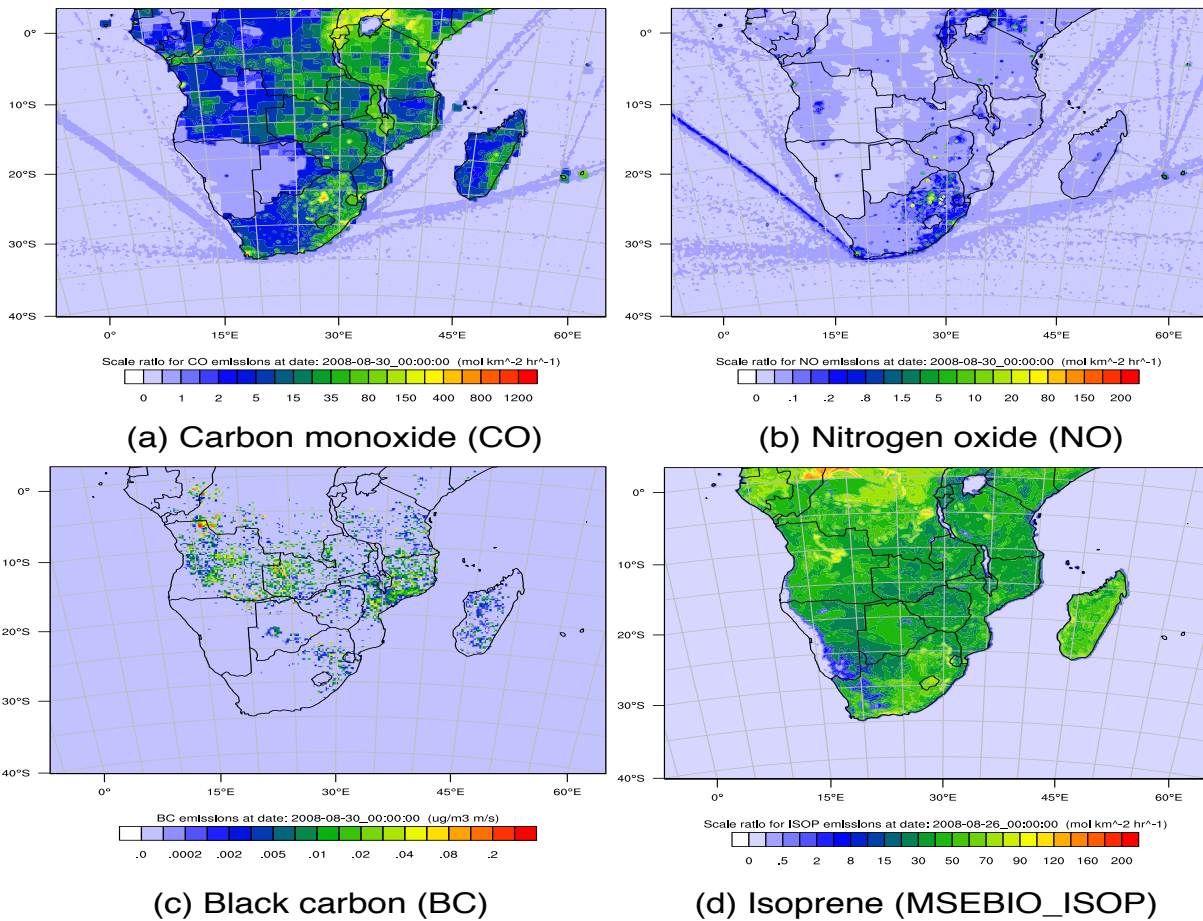 0°
10°S
20°S
30°S
40°S
0° 15°E 30°E 45°E 60°E
Scale ratio for CO emissions at date: 2008-08-30_00:00:00 (mol km^-2 hr^-1)
0 1 2 5 15 35 80 150 400 800 1200
(a) Carbon monoxide (CO)
0°
10°S
20°S
30°S
40°S
0° 15°E 30°E 45°E 60°E
Scale ratio for NO emissions at date: 2008-08-30_00:00:00 (mol km^-2 hr^-1)
0 .1 .2 .8 1.5 5 10 20 80 150 200
(b) Nitrogen oxide (NO)
0°
10°S
20°S
30°S
40°S
0° 15°E 30°E 45°E 60°E
BC emissions at date: 2008-08-30_00:00:00 (ug/m3 m/s)
.0 .0002 .002 .005 .01 .02 .04 .08 .2
(c) Black carbon (BC)
0°
10°S
20°S
30°S
40°S
0° 15°E 30°E 45°E 60°E
Scale ratio for ISOP emissions at date: 2008-08-26_00:00:00 (mol km^-2 hr^-1)
0 .5 2 8 15 30 50 70 90 120 160 200
(d) Isoprene (MSEBIO_ISOP)